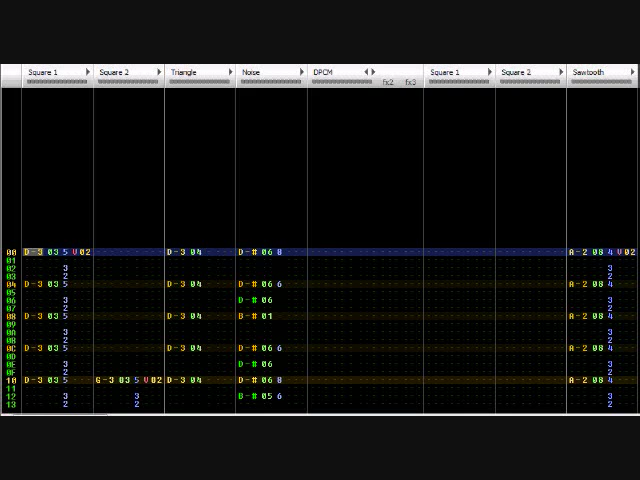 Square 1 Square 2 Triangle Noise DPCM fx2 fx3 Square 1 Square 2 Sawtooth
00 D-3 03 5 V02 D-3 04 D-# 06 8 A-2 08 4 V02
01
02 3 3
03 2 2
04 D-3 03 5 D-3 04 D-# 06 6 A-2 08 4
05
06 3 D-# 06 3
07 2 2
08 D-3 03 5 D-3 04 B-# 01 A-2 08 4
09
0A 3 3
0B 2 2
0C D-3 03 5 D-3 04 D-# 06 6 A-2 08 4
0D
0E 3 D-# 06 3
0F 2 2
10 D-3 03 5 G-3 03 5 V02 D-3 04 D-# 06 8 A-2 08 4
11
12 3 3 B-# 05 6 3
13 2 2 2